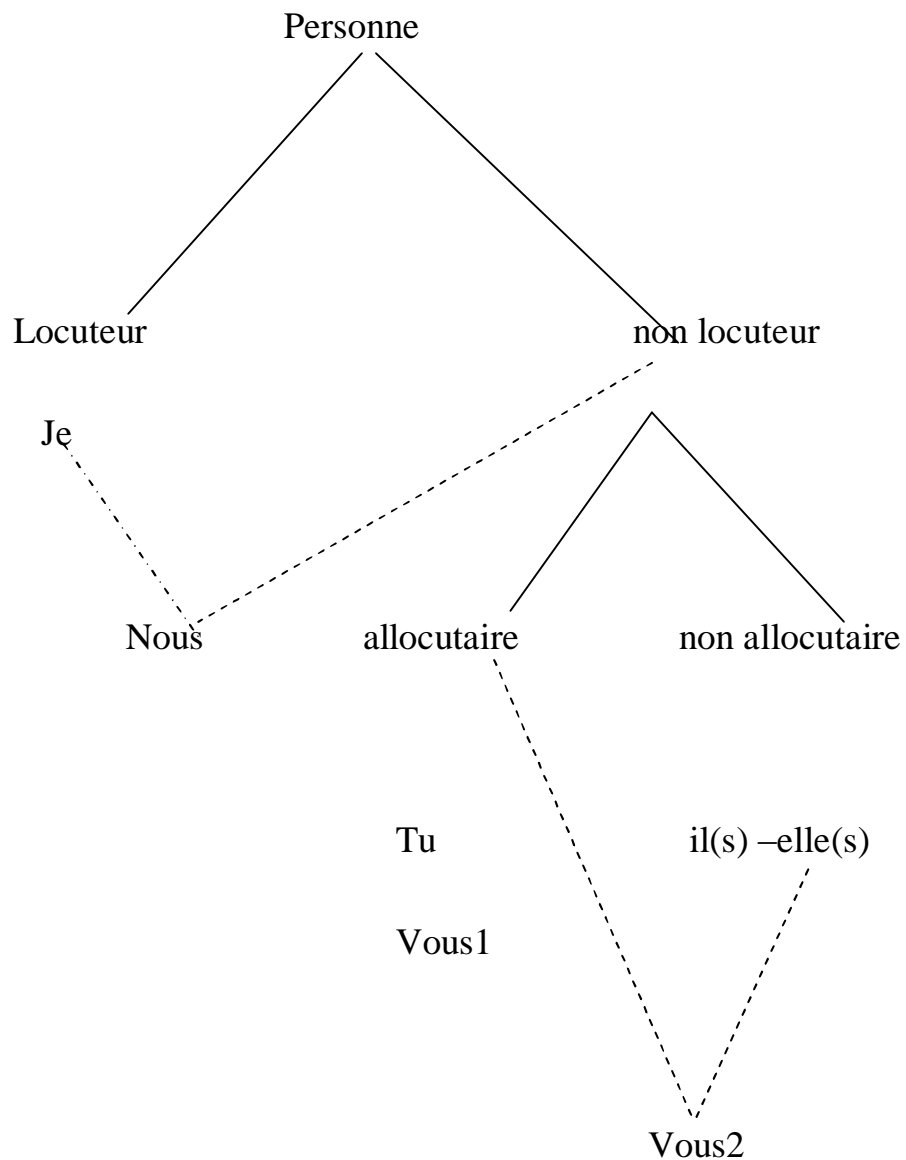 Personne
Locuteur non locuteur
Je
Nous allocutaire non allocutaire
Tu il(s) –elle(s)
Vous1
Vous2